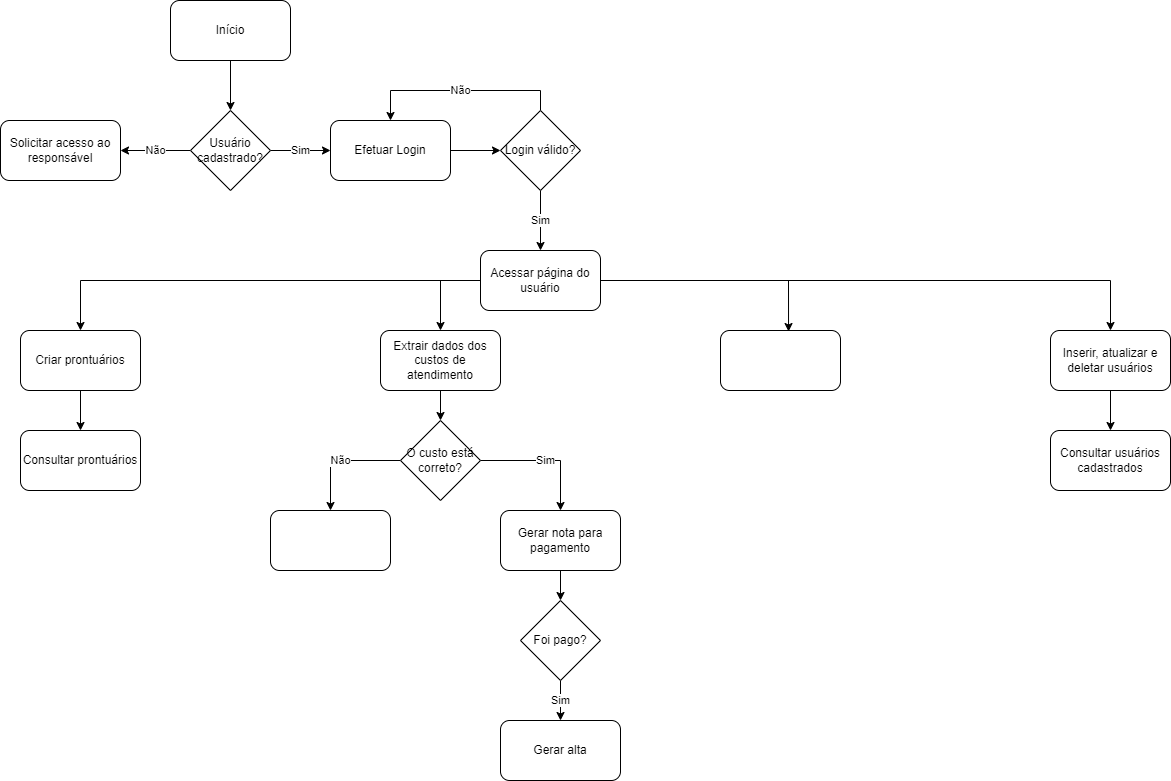 Início
Solicitar acesso ao
responsável
Não
Usuário
cadastrado?
Sim
Efetuar Login
Não
Login válido?
Sim
Acessar página do
usuário
Criar prontuários
Extrair dados dos
custos de
atendimento
Inserir, atualizar e
deletar usuários
Consultar prontuários
Não
O custo está
correto?
Sim
Consultar usuários
cadastrados
Gerar nota para
pagamento
Foi pago?
Sim
Gerar alta